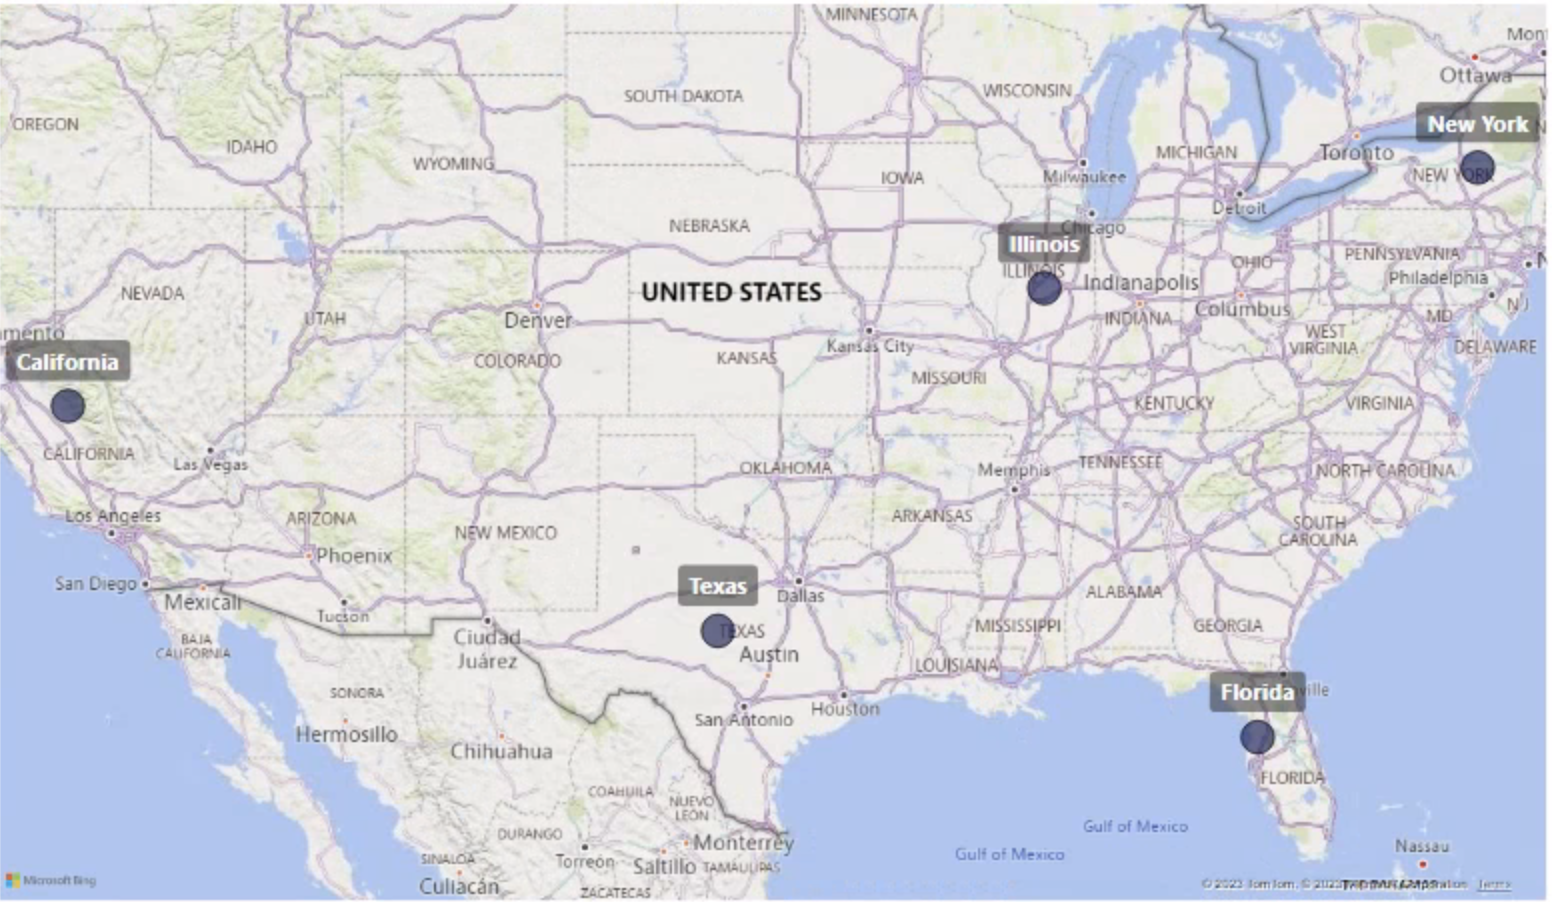 MINNESOTA
Mon
Ottawa
WISCONSIN
SOUTH DAKOTA
OREGON
New York
IDAHO
MICHIGAN
Toronto
WYOMING
Milwaukee
NEW YORK
IOWA
Detroit
NEBRASKA
Chicago
Illinois
PENNSYLVANIA
OHIO
ILLINOIS
Philadelphia
Indianapolis
UNITED STATES
NEVADA
NJ
Columbus
MD
UTAH
Denver
INDIANA
amento
WEST
VIRGINIA
Kansas City
DELAWARE
California
COLORADO
KANSAS
MISSOURI
KENTUCKY
VIRGINIA
CALIFORNIA
Las Vegas
OKLAHOMA
Memphis
TENNESSEE
NORTH CAROLINA
Los Angeles
ARIZONA
NEW MEXICO
ARKANSAS
SOUTH
CAROLINA
Phoenix
San Diego
Mexicali
Texas
Dallas
ALABAMA
Tucson
TEXAS
MISSISSIPPI
GEORGIA
BAJA
CALIFORNIA
Ciudad
Juárez
Austin
LOUISIANA
SONORA
Florida
ville
Houston
San Antonio
Hermosillo
Chihuahua
FLORIDA
COAHUILA
NUEVO
LEÓN
Gulf of Mexico
DURANGO
Monterrey
Nassau
Gulf of Mexico
SINALOA
Torreón
Saltillo
TAMAULIPAS
Culiacán
ZACATECAS
Microsoft Bing
© 2023 TomTom, © 2023
Terms